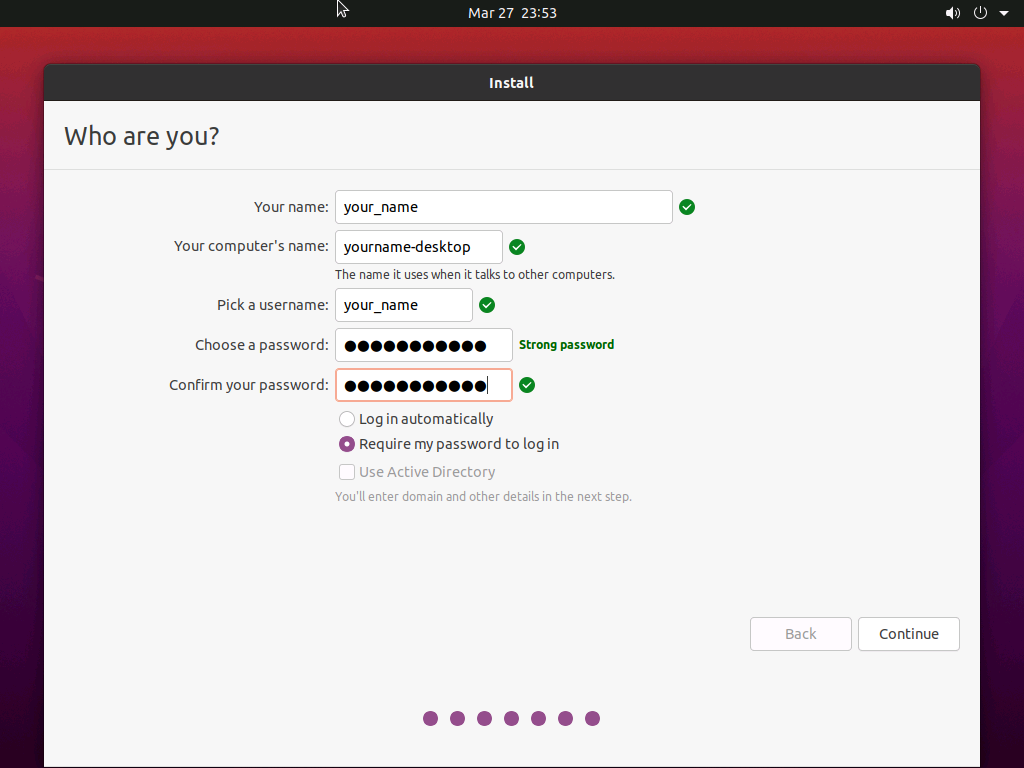 Mar 27 23:53
Install
Who are you?
Your name: your_name
Your computer's name: yourname-desktop
The name it uses when it talks to other computers.
Pick a username: your_name
Choose a password: ●●●●●●●●●●● Strong password
Confirm your password: ●●●●●●●●●●●
Log in automatically
Require my password to log in
Use Active Directory
You'll enter domain and other details in the next step.
Back Continue